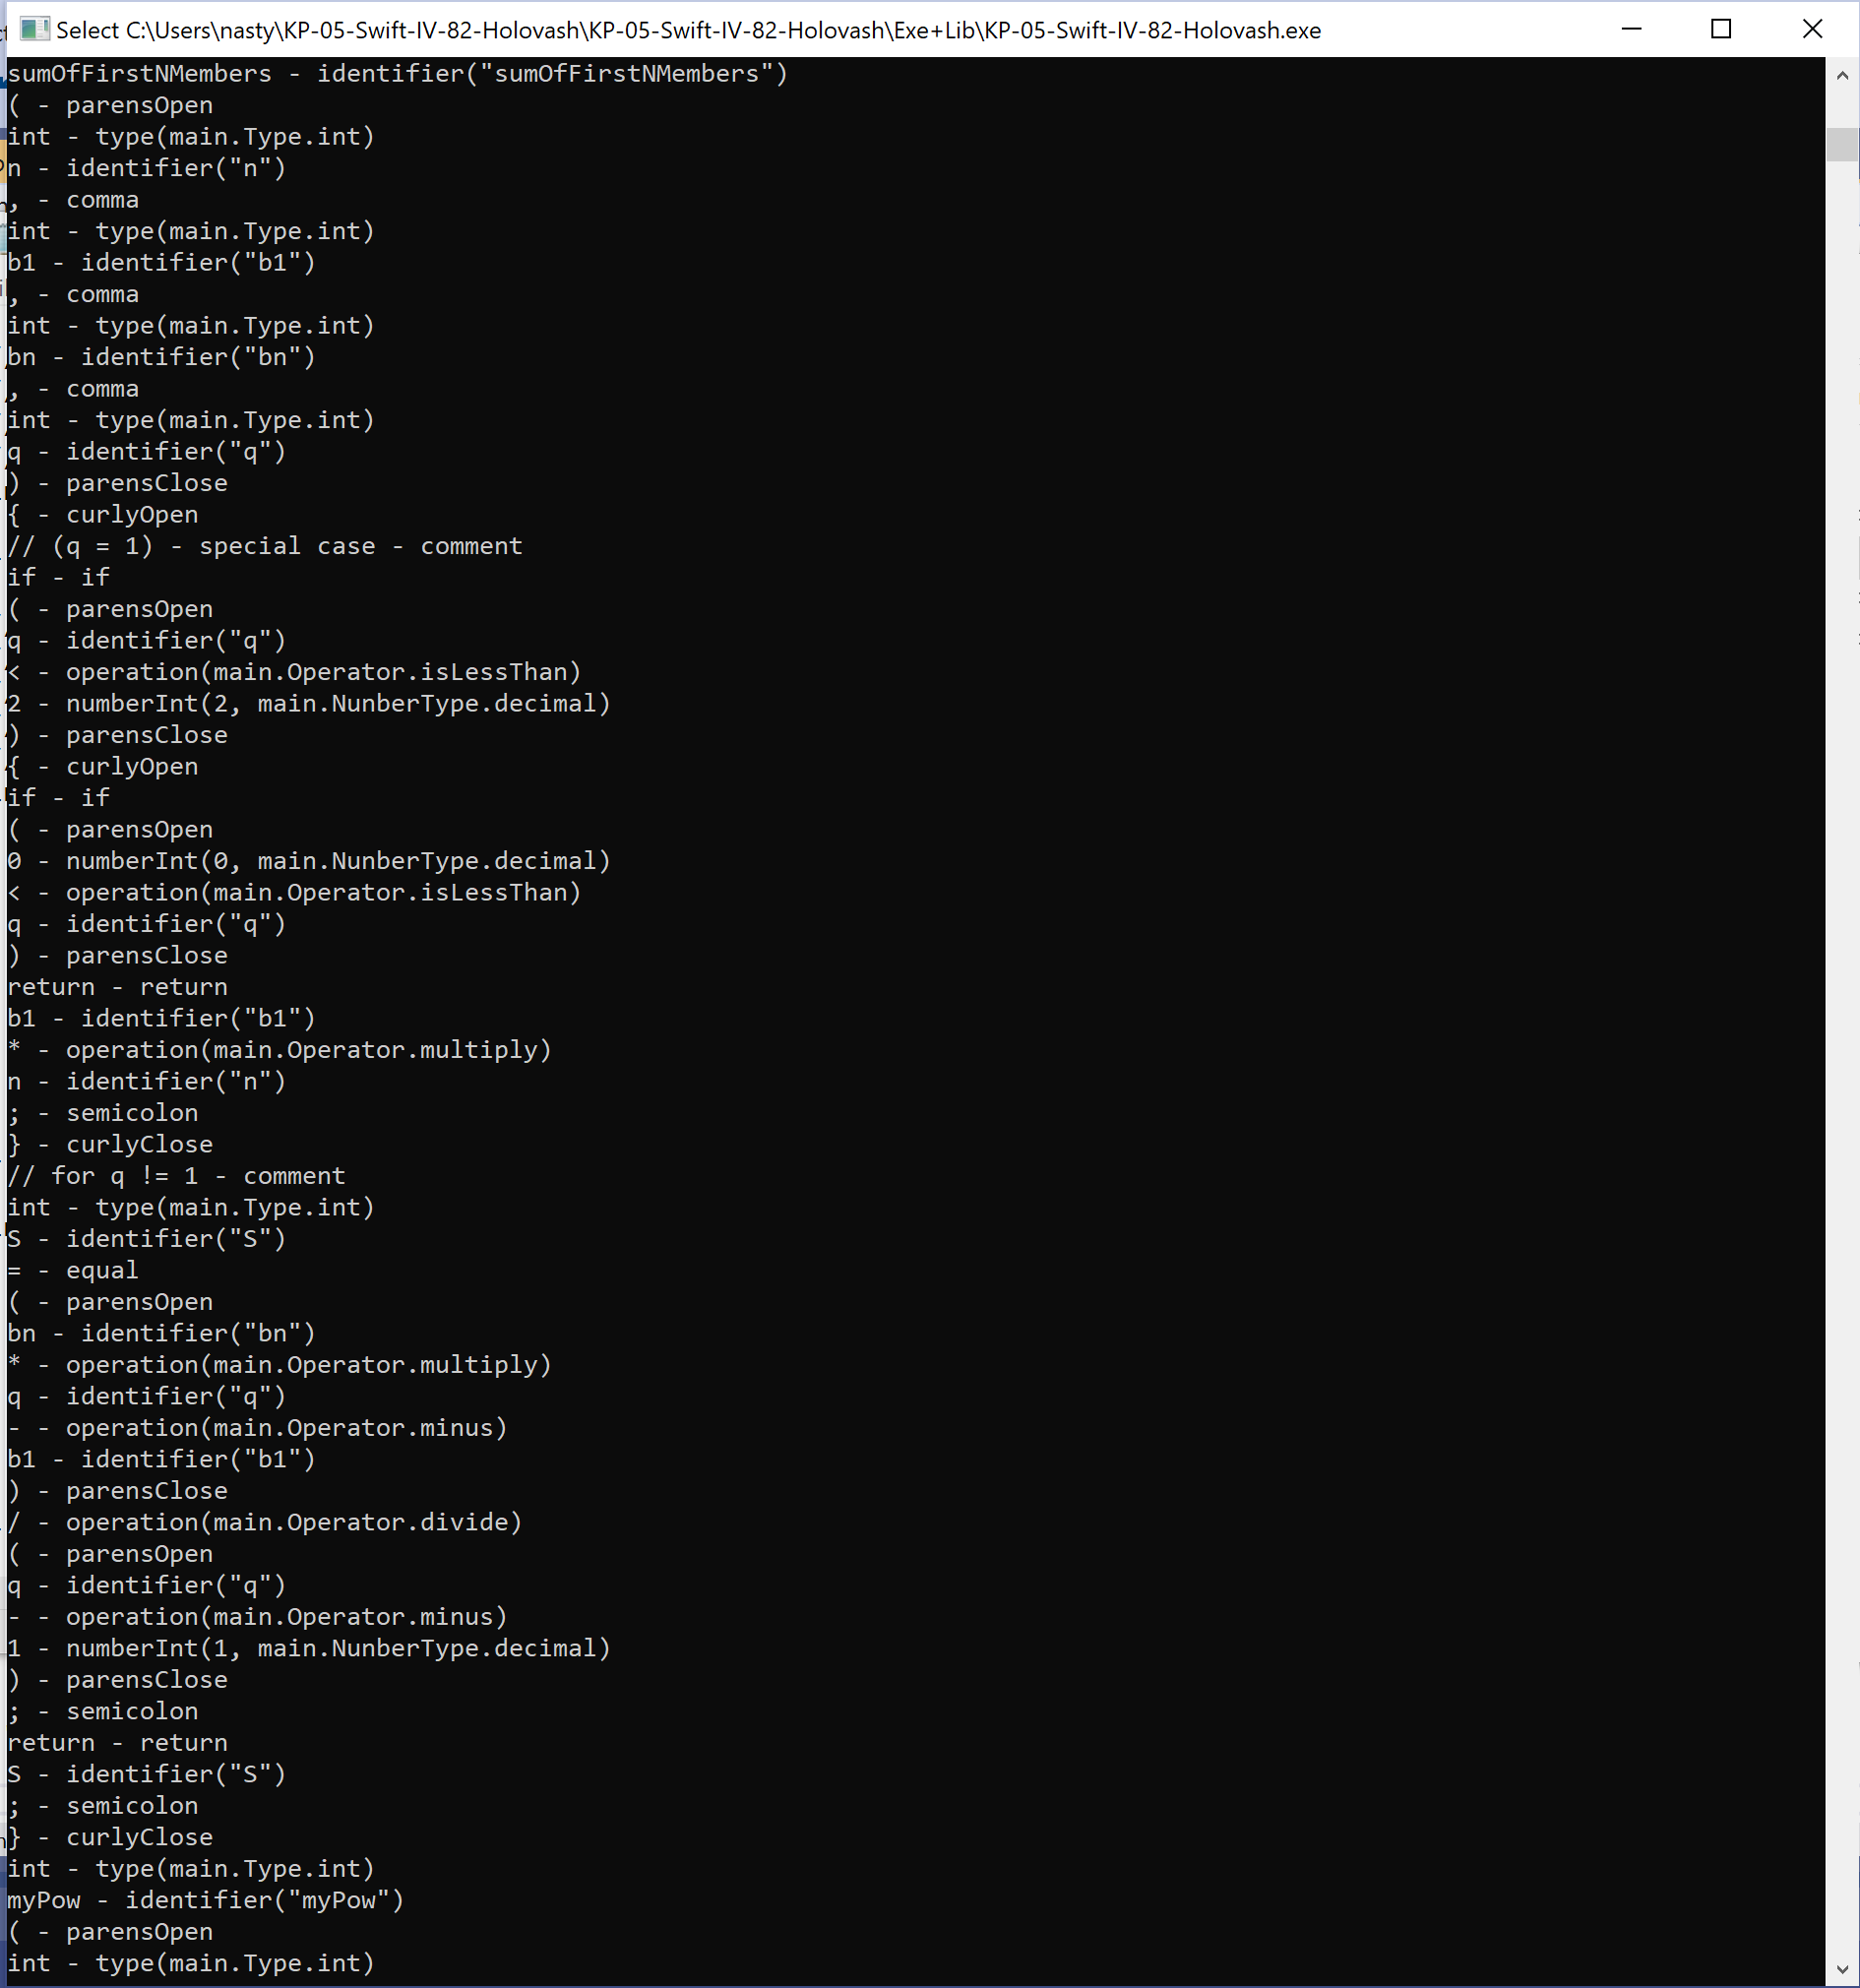 Select C:\Users\nasty\KP-05-Swift-IV-82-Holovash\KP-05-Swift-IV-82-Holovash\Exe+Lib\KP-05-Swift-IV-82-Holovash.exe
sumOfFirstNMembers - identifier("sumOfFirstNMembers")
( - parensOpen
int - type(main.Type.int)
n - identifier("n")
, - comma
int - type(main.Type.int)
b1 - identifier("b1")
, - comma
int - type(main.Type.int)
bn - identifier("bn")
, - comma
int - type(main.Type.int)
q - identifier("q")
) - parensClose
{ - curlyOpen
// (q = 1) - special case - comment
if - if
( - parensOpen
q - identifier("q")
< - operation(main.Operator.isLessThan)
2 - numberInt(2, main.NunberType.decimal)
) - parensClose
{ - curlyOpen
if - if
( - parensOpen
0 - numberInt(0, main.NunberType.decimal)
< - operation(main.Operator.isLessThan)
q - identifier("q")
) - parensClose
return - return
b1 - identifier("b1")
* - operation(main.Operator.multiply)
n - identifier("n")
; - semicolon
} - curlyClose
// for q != 1 - comment
int - type(main.Type.int)
S - identifier("S")
= - equal
( - parensOpen
bn - identifier("bn")
* - operation(main.Operator.multiply)
q - identifier("q")
- - operation(main.Operator.minus)
b1 - identifier("b1")
) - parensClose
/ - operation(main.Operator.divide)
( - parensOpen
q - identifier("q")
- - operation(main.Operator.minus)
1 - numberInt(1, main.NunberType.decimal)
) - parensClose
; - semicolon
return - return
S - identifier("S")
; - semicolon
} - curlyClose
int - type(main.Type.int)
myPow - identifier("myPow")
( - parensOpen
int - type(main.Type.int)